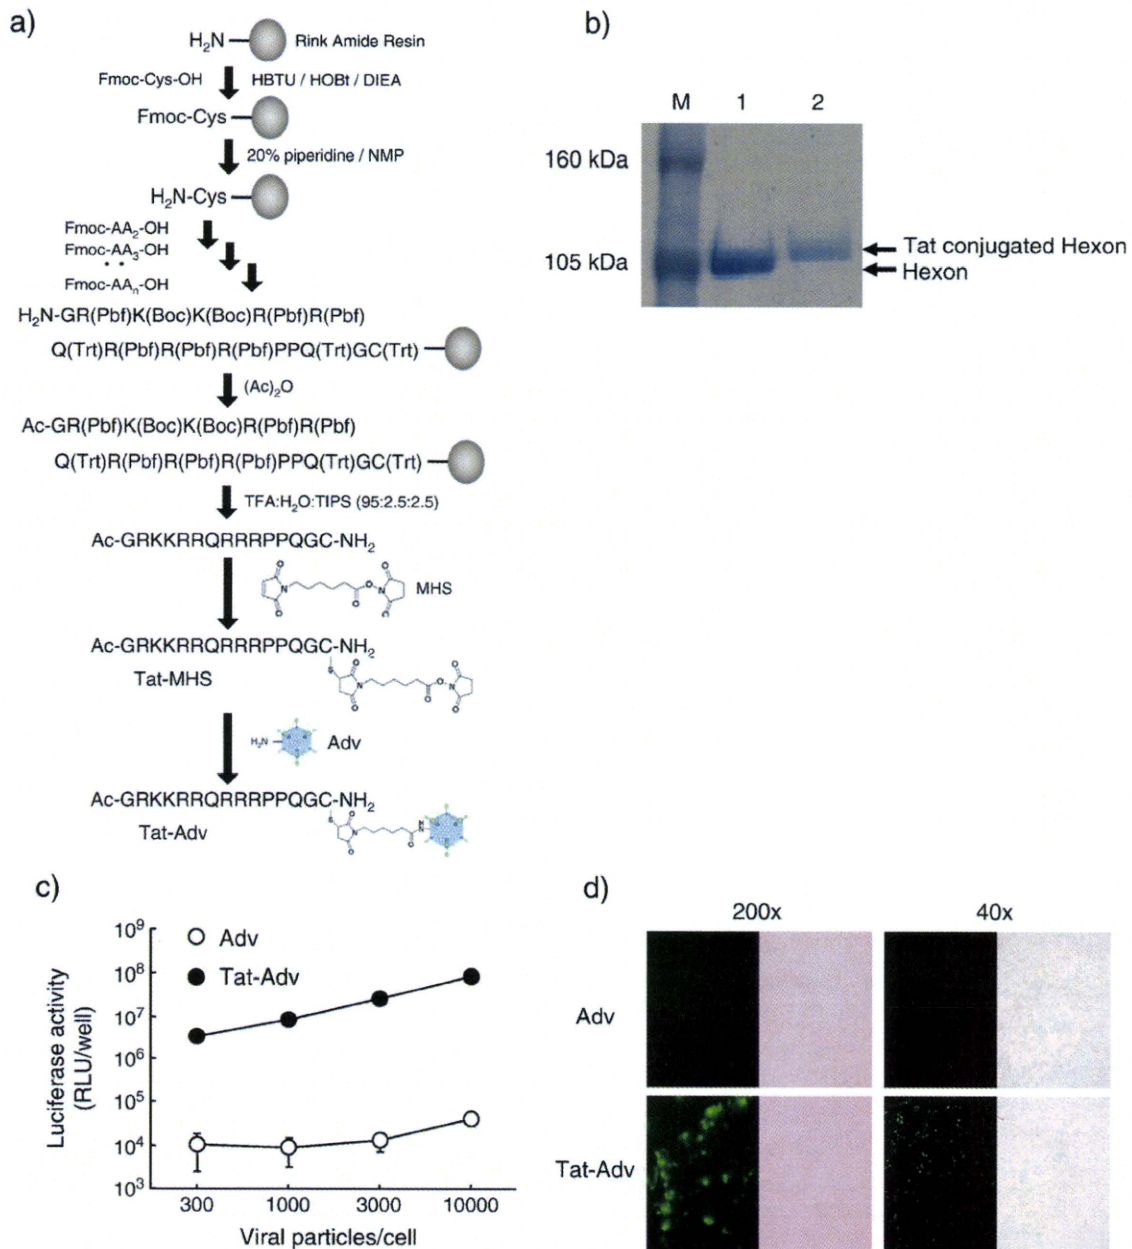 a)
H2N Rink Amide Resin
Fmoc-Cys-OH HBTU / HOBt / DIEA
Fmoc-Cys
20% piperidine / NMP
H2N-Cys
Fmoc-AA2-OH
Fmoc-AA3-OH
Fmoc-AAn-OH
H2N-GR(Pbf)K(Boc)K(Boc)R(Pbf)R(Pbf)
Q(Trt)R(Pbf)R(Pbf)R(Pbf)PPQ(Trt)GC(Trt)
(Ac)2O
Ac-GR(Pbf)K(Boc)K(Boc)R(Pbf)R(Pbf)
Q(Trt)R(Pbf)R(Pbf)R(Pbf)PPQ(Trt)GC(Trt)
TFA:H2O:TIPS (95:2.5:2.5)
Ac-GRKKRRQRRRPPQGC-NH2
O
N
O
O
O
O
N
O
MHS
Ac-GRKKRRQRRRPPQGC-NH2
Tat-MHS
S
O
N
O
O
O
O
N
O
H2N Adv
Ac-GRKKRRQRRRPPQGC-NH2
Tat-Adv
S
O
N
O
O
H
N
b)
M 1 2
160 kDa
105 kDa
Tat conjugated Hexon
Hexon
c)
Luciferase activity
(RLU/well)
10^9
10^8
10^7
10^6
10^5
10^4
10^3
Adv
Tat-Adv
300 1000 3000 10000
Viral particles/cell
d)
200x 40x
Adv
Tat-Adv